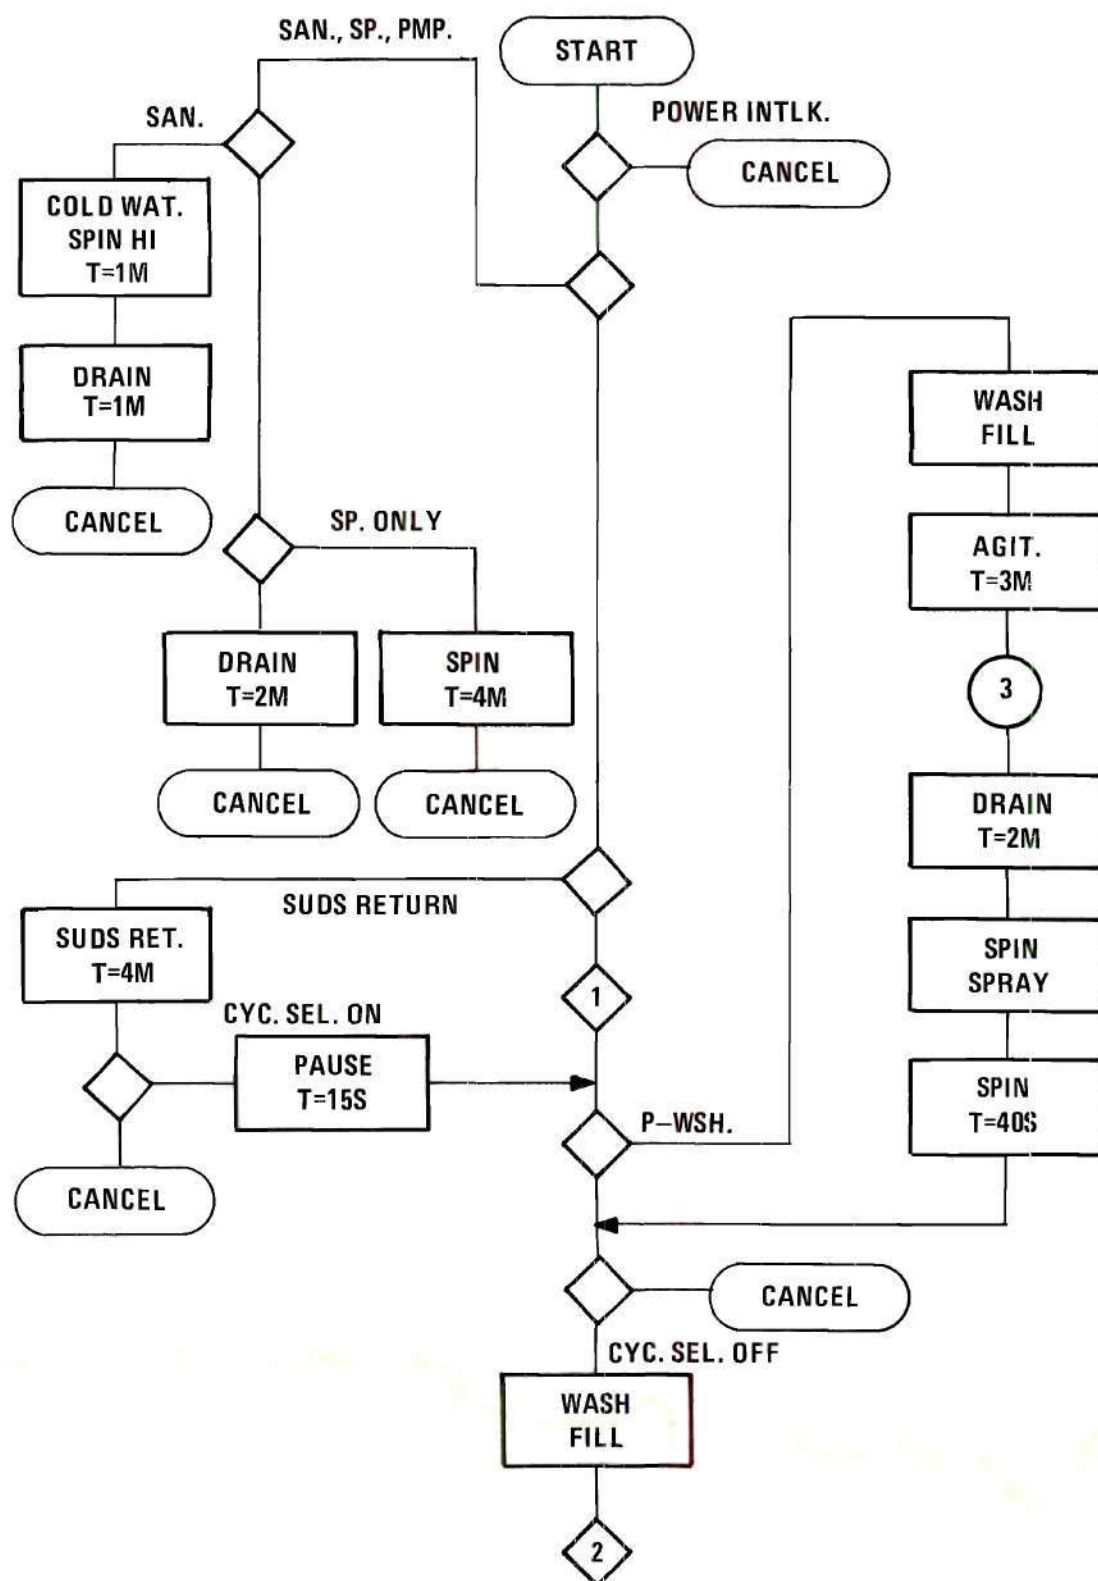 SAN., SP., PMP.
START
SAN.
POWER INTLK.
CANCEL
COLD WAT.
SPIN HI
T=1M
DRAIN
T=1M
CANCEL
WASH
FILL
SP. ONLY
AGIT.
T=3M
DRAIN
T=2M
SPIN
T=4M
3
CANCEL
CANCEL
DRAIN
T=2M
SUDS RETURN
SUDS RET.
T=4M
SPIN
SPRAY
1
CYC. SEL. ON
PAUSE
T=15S
SPIN
T=40S
P-WSH.
CANCEL
CANCEL
CYC. SEL. OFF
WASH
FILL
2